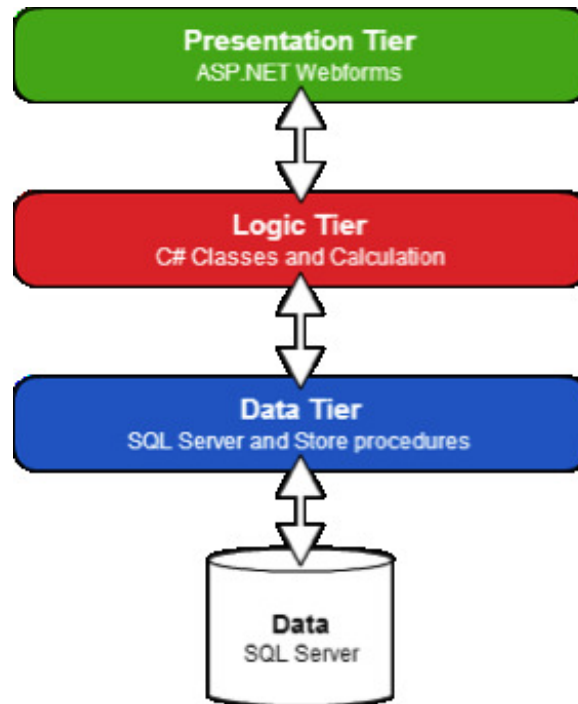 Presentation Tier
ASP.NET Webforms
Logic Tier
C# Classes and Calculation
Data Tier
SQL Server and Store procedures
Data
SQL Server